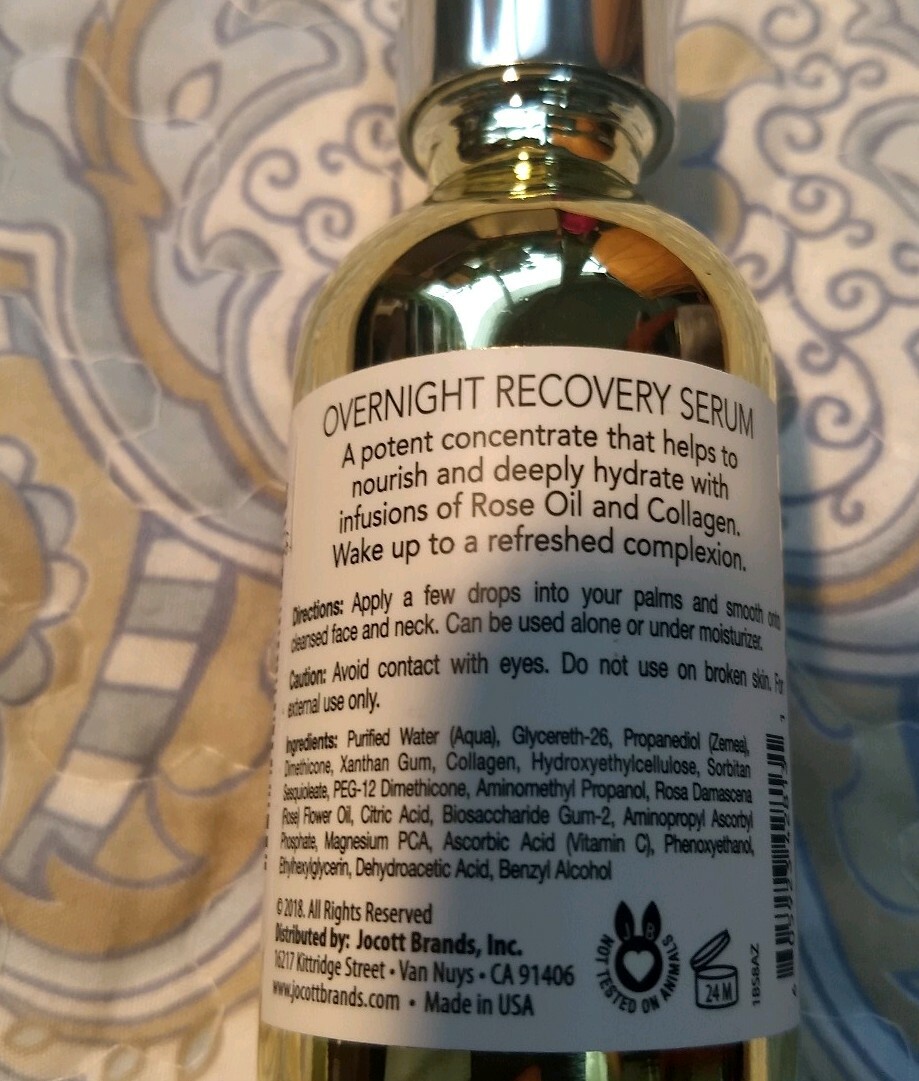 OVERNIGHT RECOVERY SERUM
A potent concentrate that helps to
nourish and deeply hydrate with
infusions of Rose Oil and Collagen.
Wake up to a refreshed complexion.
Directions: Apply a few drops into your palms and smooth onto
cleansed face and neck. Can be used alone or under moisturizer.
Caution: Avoid contact with eyes. Do not use on broken skin. For
external use only.
Ingredients: Purified Water (Aqua), Glycereth-26, Propanediol (Zemea),
Dimethicone, Xanthan Gum, Collagen, Hydroxyethylcellulose, Sorbitan
Sesquioleate, PEG-12 Dimethicone, Aminomethyl Propanol, Rosa Damascena
(Rose) Flower Oil, Citric Acid, Biosaccharide Gum-2, Aminopropyl Ascorbyl
Phosphate, Magnesium PCA, Ascorbic Acid (Vitamin C), Phenoxyethanol,
Ethylhexylglycerin, Dehydroacetic Acid, Benzyl Alcohol
© 2018. All Rights Reserved
Distributed by: Jocott Brands, Inc.
16217 Kittridge Street • Van Nuys • CA 91406
www.jocottbrands.com • Made in USA
J B
NOT TESTED ON ANIMALS
24 M
1858AZ